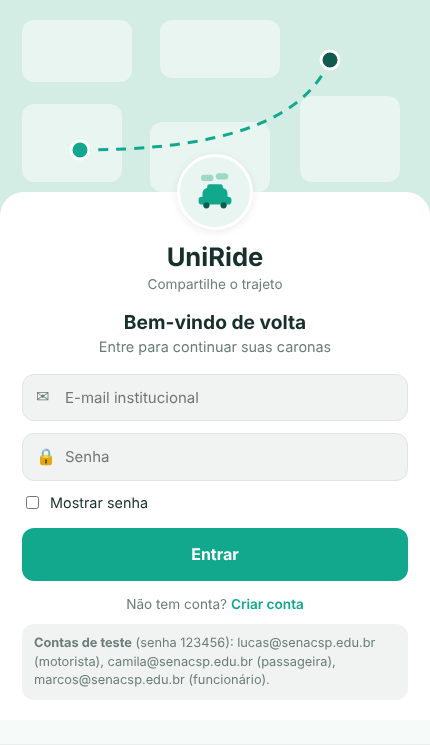 UniRide
Compartilhe o trajeto
Bem-vindo de volta
Entre para continuar suas caronas
E-mail institucional
Senha
Mostrar senha
Entrar
Não tem conta? Criar conta
Contas de teste (senha 123456): lucas@senacsp.edu.br
(motorista), camila@senacsp.edu.br (passageira),
marcos@senacsp.edu.br (funcionário).